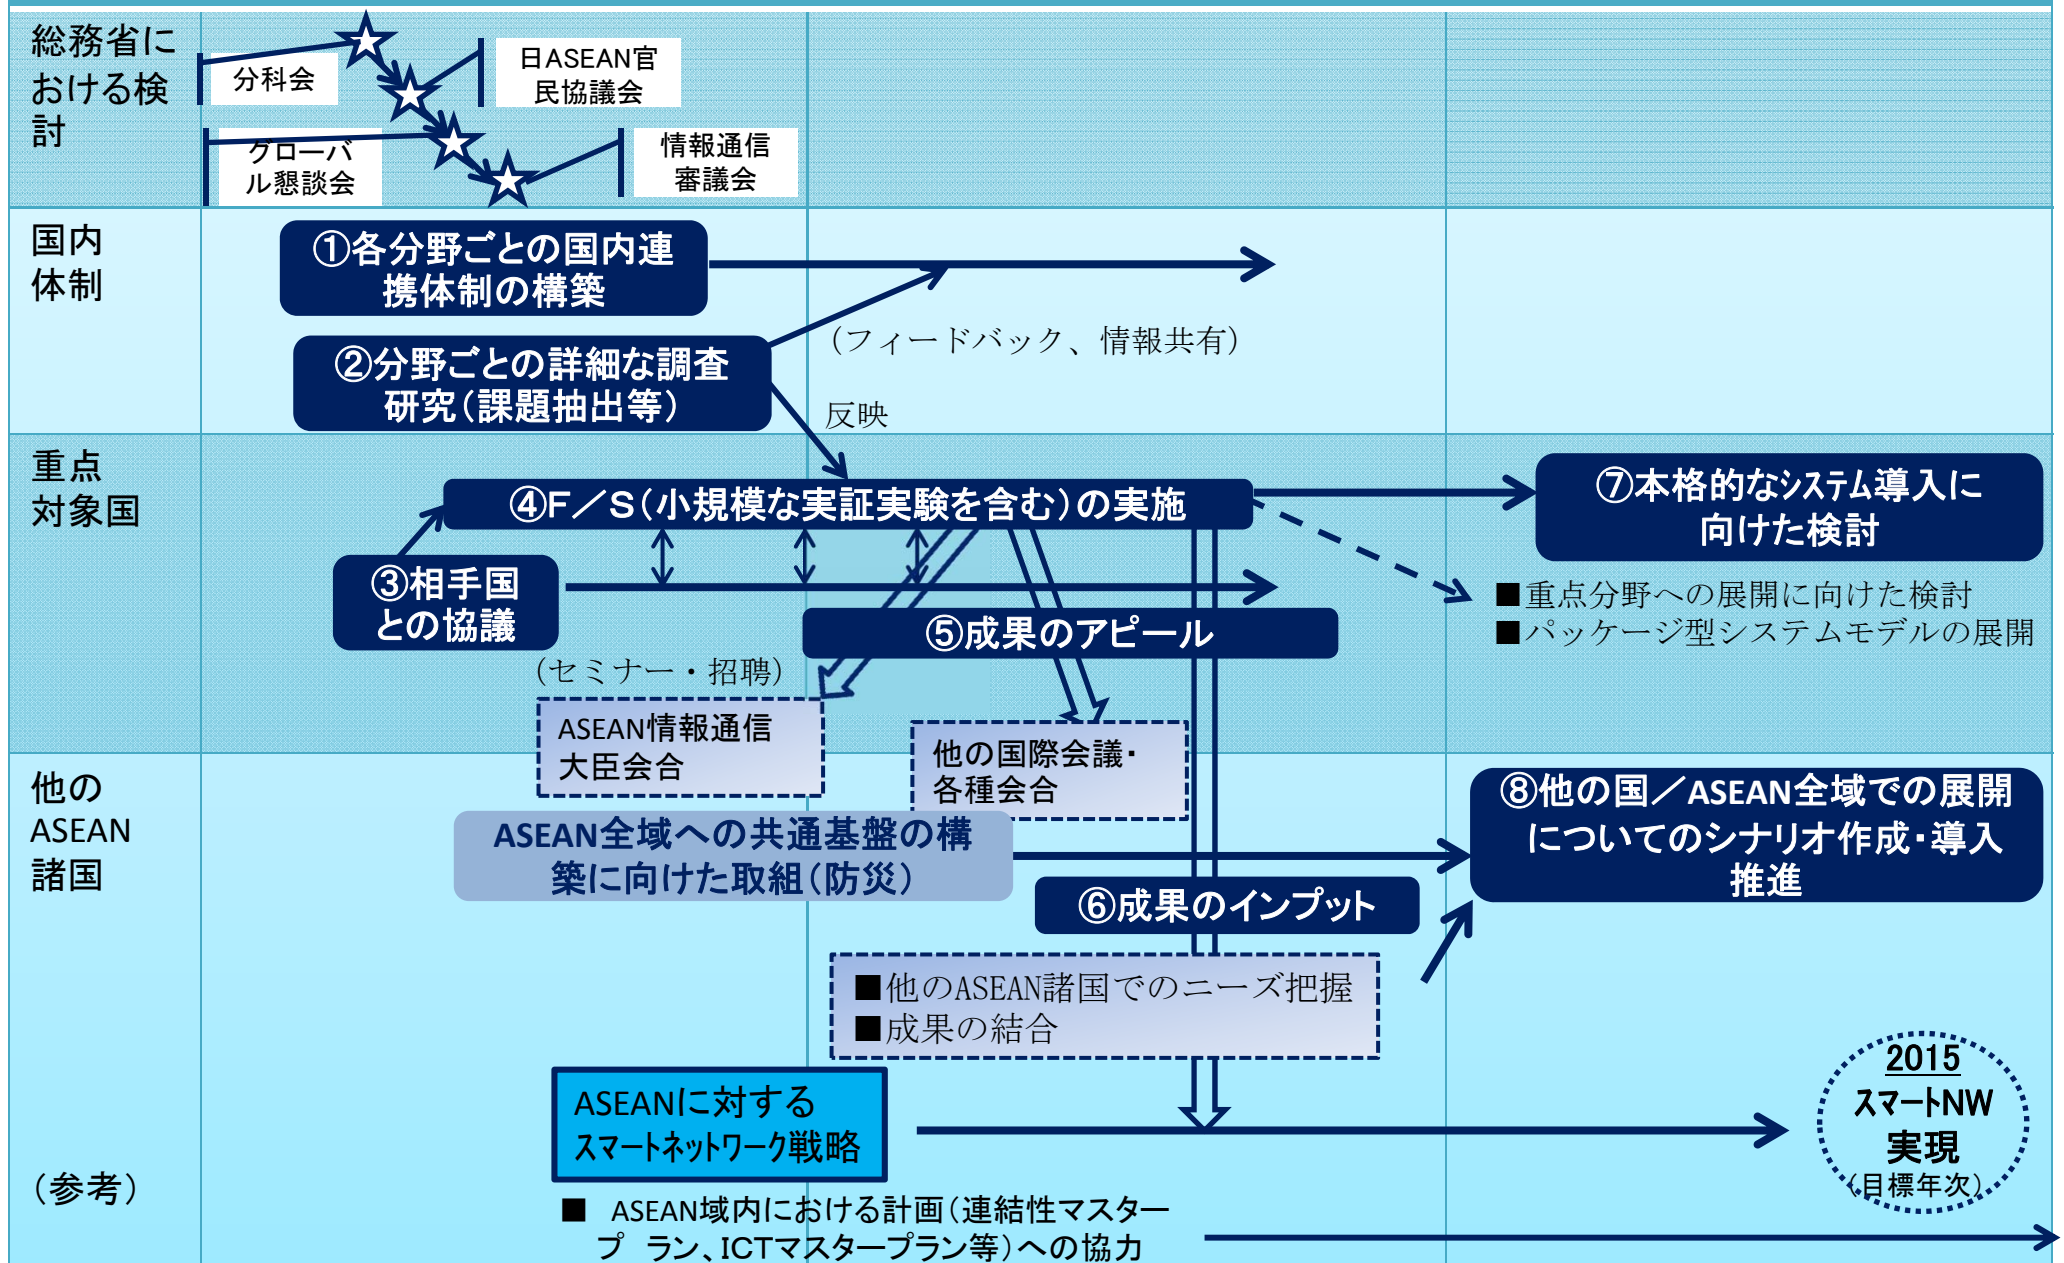 総務省に
おける検
討
分科会
日ASEAN官
民協議会
グローバ
ル懇談会
情報通信
審議会
国内
体制
①各分野ごとの国内連
携体制の構築
(フィードバック、情報共有)
②分野ごとの詳細な調査
研究(課題抽出等)
反映
重点
対象国
④F/S(小規模な実証実験を含む)の実施
⑦本格的なシステム導入に
向けた検討
③相手国
との協議
■重点分野への展開に向けた検討
■パッケージ型システムモデルの展開
⑤成果のアピール
(セミナー・招聘)
ASEAN情報通信
大臣会合
他の国際会議・
各種会合
他の
ASEAN
諸国
⑧他の国/ASEAN全域での展開
についてのシナリオ作成・導入
推進
ASEAN全域への共通基盤の構
築に向けた取組(防災)
⑥成果のインプット
■他のASEAN諸国でのニーズ把握
■成果の結合
2015
スマートNW
実現
(目標年次)
ASEANに対する
スマートネットワーク戦略
(参考)
■ ASEAN域内における計画(連結性マスター
プ ラン、ICTマスタープラン等)への協力